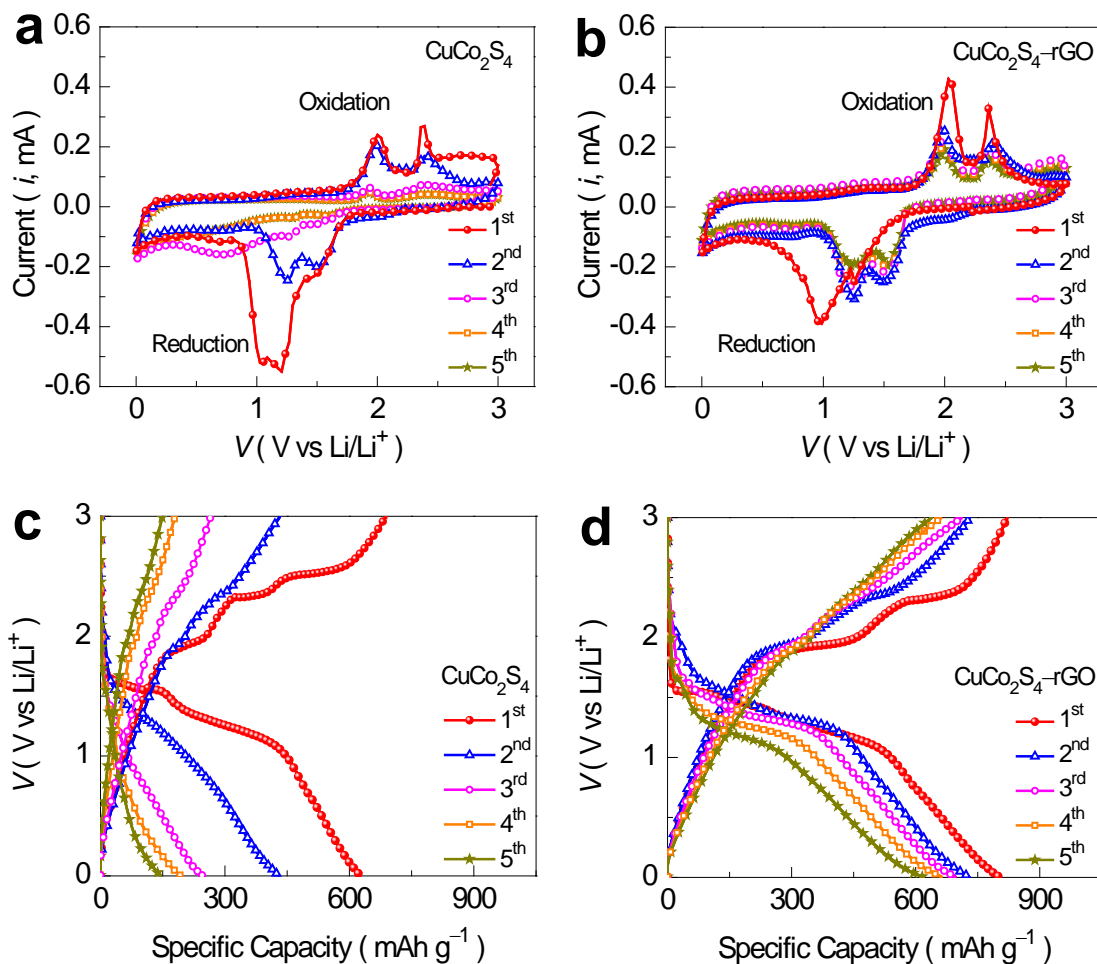 a
CuCo₂S₄
Oxidation
Reduction
0.6
0.4
0.2
0.0
-0.2
-0.4
-0.6
Current ( i, mA)
0 1 2 3
V ( V vs Li/Li⁺ )
1ˢᵗ
2ⁿᵈ
3ʳᵈ
4ᵗʰ
5ᵗʰ
b
CuCo₂S₄–rGO
Oxidation
Reduction
0.6
0.4
0.2
0.0
-0.2
-0.4
-0.6
Current ( i, mA)
0 1 2 3
V ( V vs Li/Li⁺ )
1ˢᵗ
2ⁿᵈ
3ʳᵈ
4ᵗʰ
5ᵗʰ
c
3
2
1
0
V ( V vs Li/Li⁺ )
CuCo₂S₄
1ˢᵗ
2ⁿᵈ
3ʳᵈ
4ᵗʰ
5ᵗʰ
0 300 600 900
Specific Capacity ( mAh g⁻¹ )
d
3
2
1
0
V ( V vs Li/Li⁺ )
CuCo₂S₄–rGO
1ˢᵗ
2ⁿᵈ
3ʳᵈ
4ᵗʰ
5ᵗʰ
0 300 600 900
Specific Capacity ( mAh g⁻¹ )